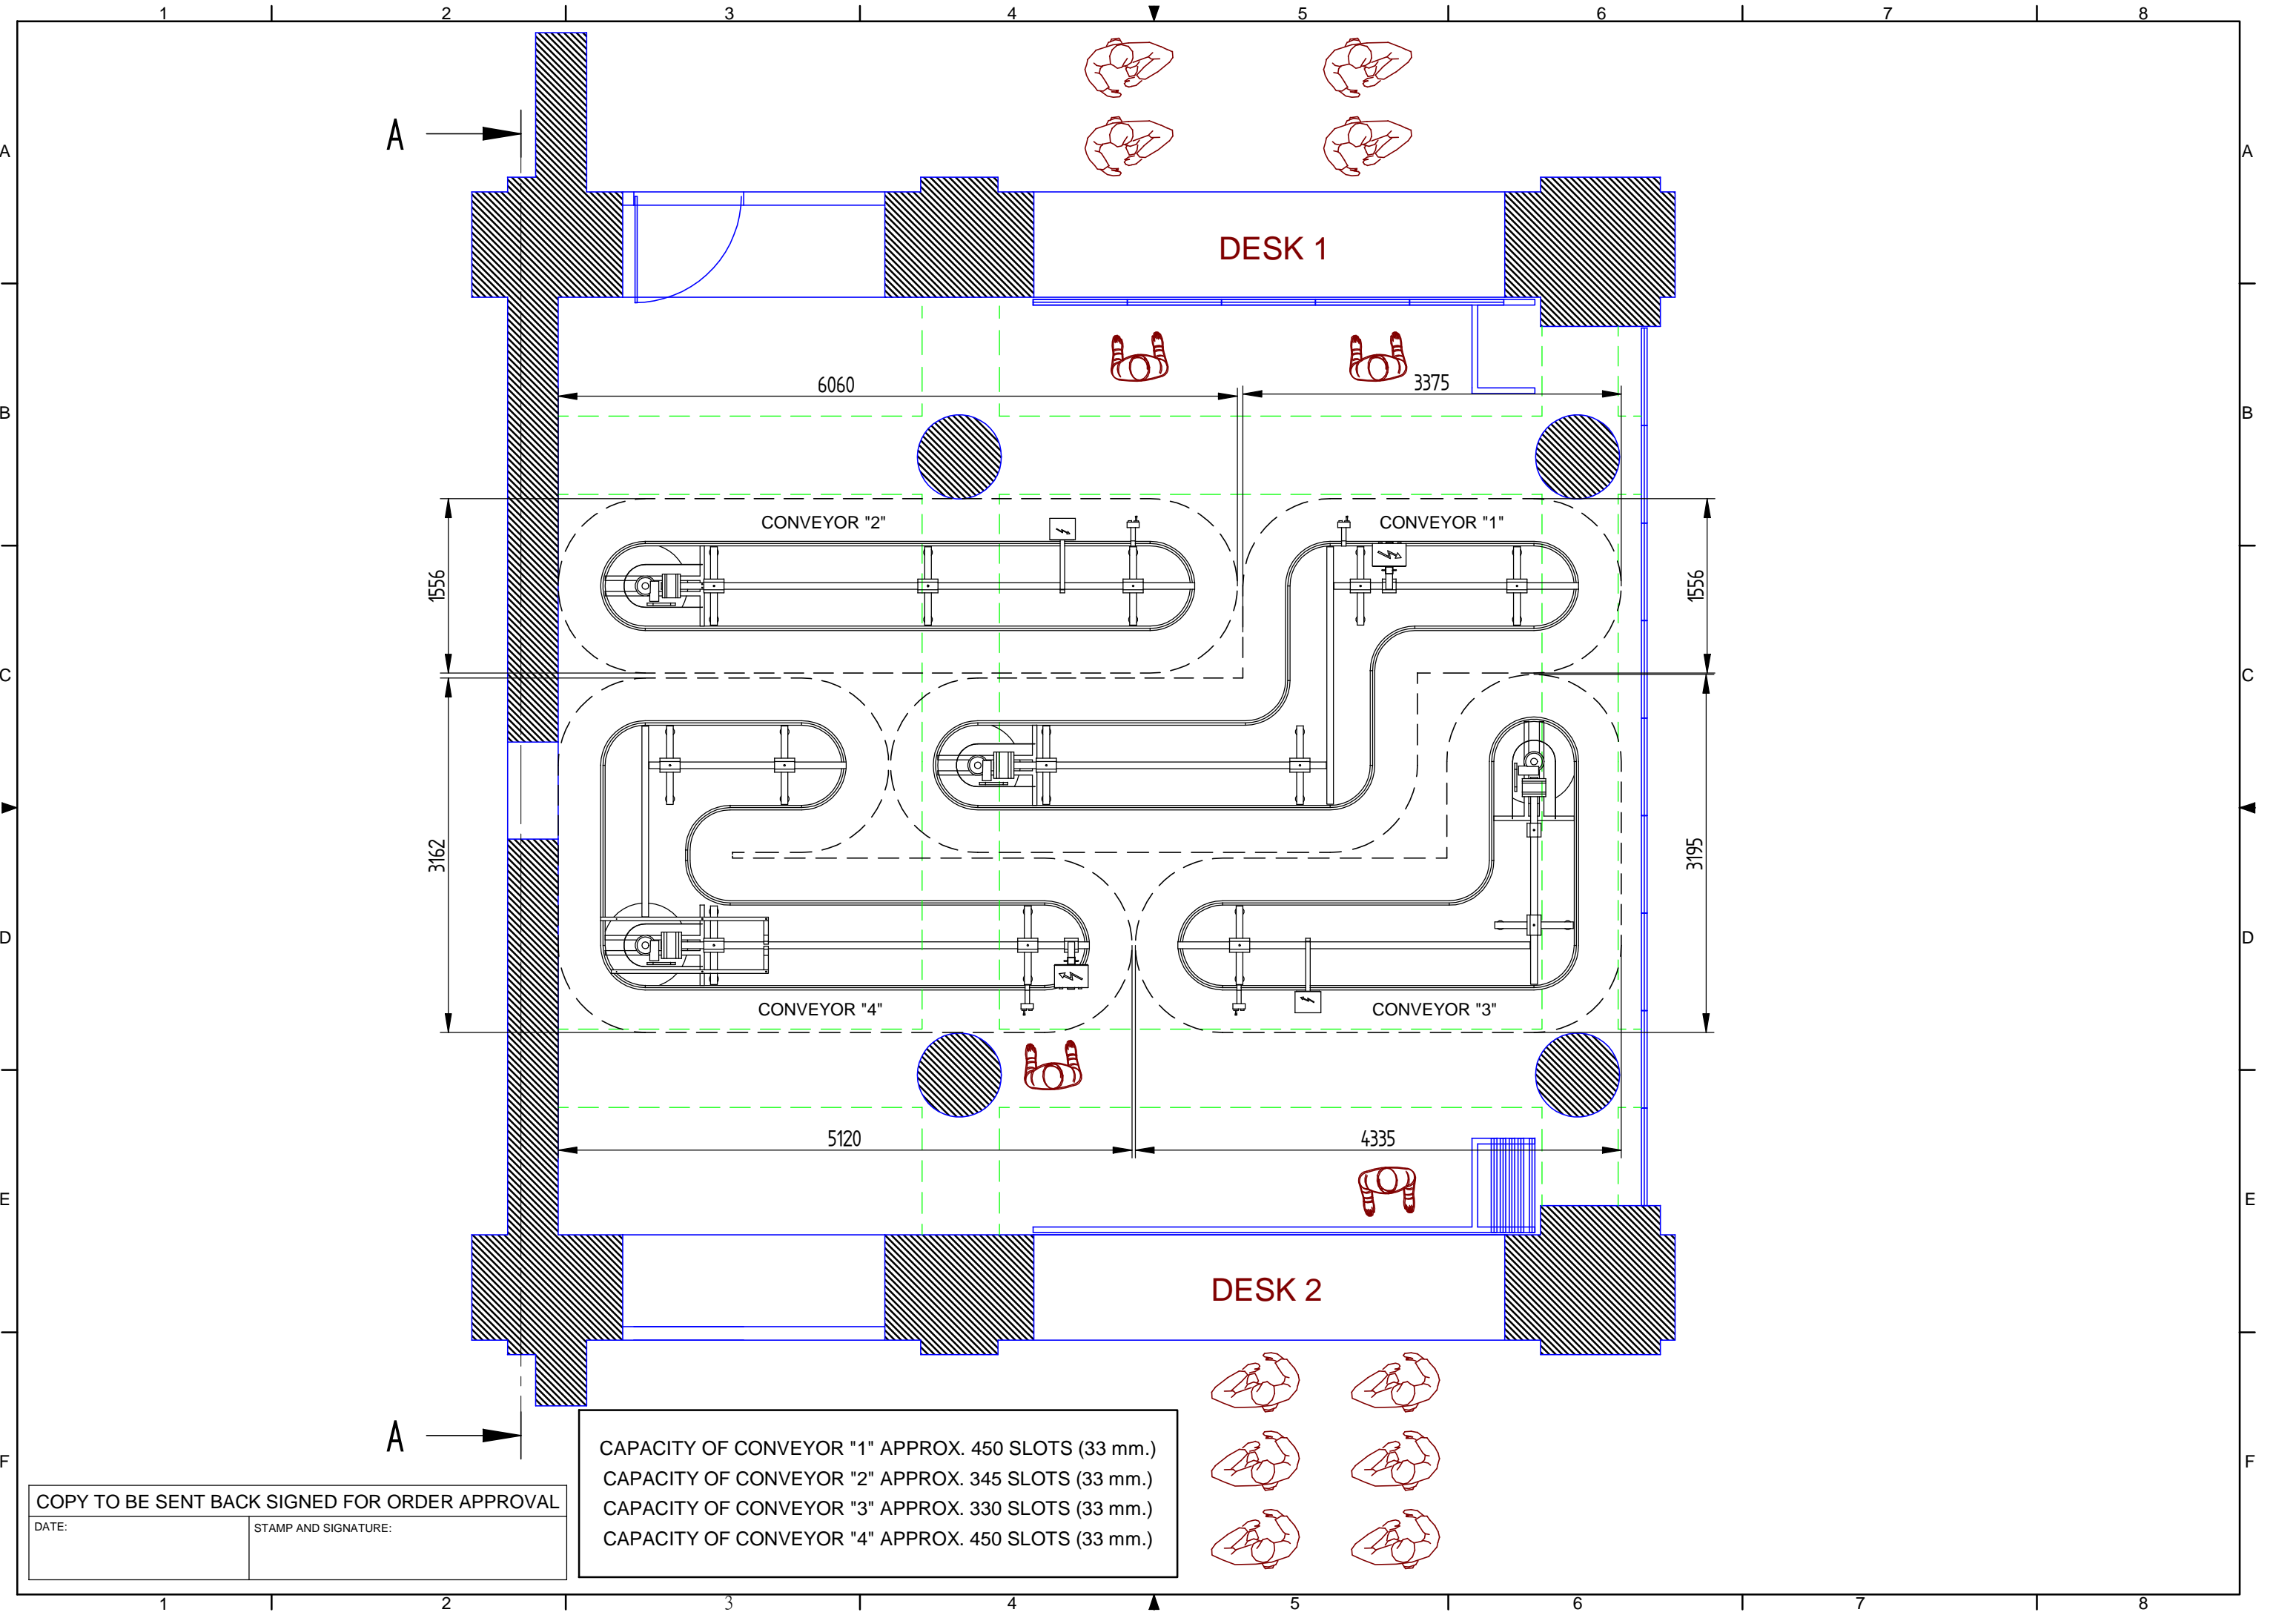 1 2 3 4 5 6 7 8
A A
A
DESK 1
B B
6060 3375
CONVEYOR "2" CONVEYOR "1"
1556 1556
C C
3162 3195
D D
CONVEYOR "4" CONVEYOR "3"
5120 4335
E E
DESK 2
A
F F
CAPACITY OF CONVEYOR "1" APPROX. 450 SLOTS (33 mm.)
CAPACITY OF CONVEYOR "2" APPROX. 345 SLOTS (33 mm.)
CAPACITY OF CONVEYOR "3" APPROX. 330 SLOTS (33 mm.)
CAPACITY OF CONVEYOR "4" APPROX. 450 SLOTS (33 mm.)
COPY TO BE SENT BACK SIGNED FOR ORDER APPROVAL
DATE: STAMP AND SIGNATURE:
1 2 3 4 5 6 7 8